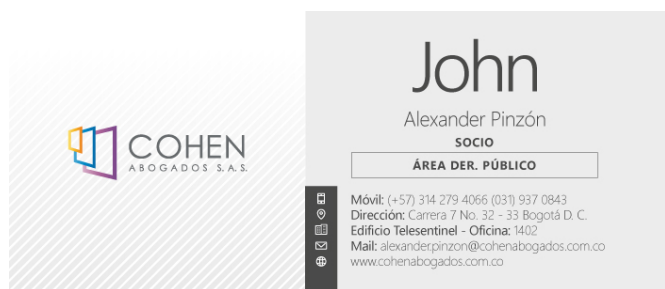 COHEN
ABOGADOS S.A.S.
John
Alexander Pinzón
SOCIO
ÁREA DER. PÚBLICO
Móvil: (+57) 314 279 4066 (031) 937 0843
Dirección: Carrera 7 No. 32 - 33 Bogotá D. C.
Edificio Telesentinel - Oficina: 1402
Mail: alexander.pinzon@cohenabogados.com.co
www.cohenabogados.com.co